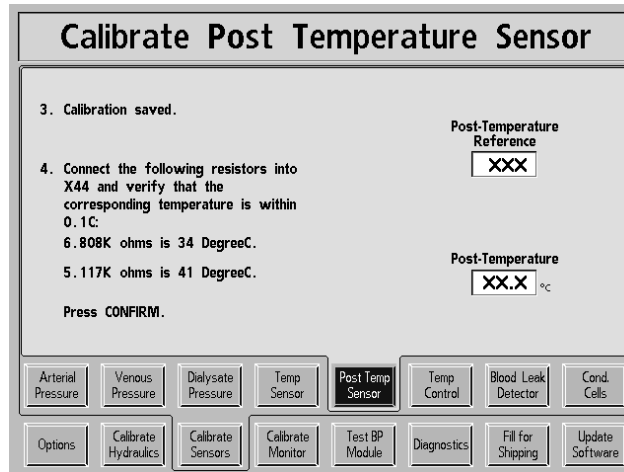 Calibrate Post Temperature Sensor
3. Calibration saved.
4. Connect the following resistors into
X44 and verify that the
corresponding temperature is within
0.1C:
6.808K ohms is 34 DegreeC.
5.117K ohms is 41 DegreeC.
Press CONFIRM.
Post-Temperature
Reference
XXX
Post-Temperature
XX.X °C
Arterial
Pressure
Venous
Pressure
Dialysate
Pressure
Temp
Sensor
Post Temp
Sensor
Temp
Control
Blood Leak
Detector
Cond.
Cells
Options
Calibrate
Hydraulics
Calibrate
Sensors
Calibrate
Monitor
Test BP
Module
Diagnostics
Fill for
Shipping
Update
Software